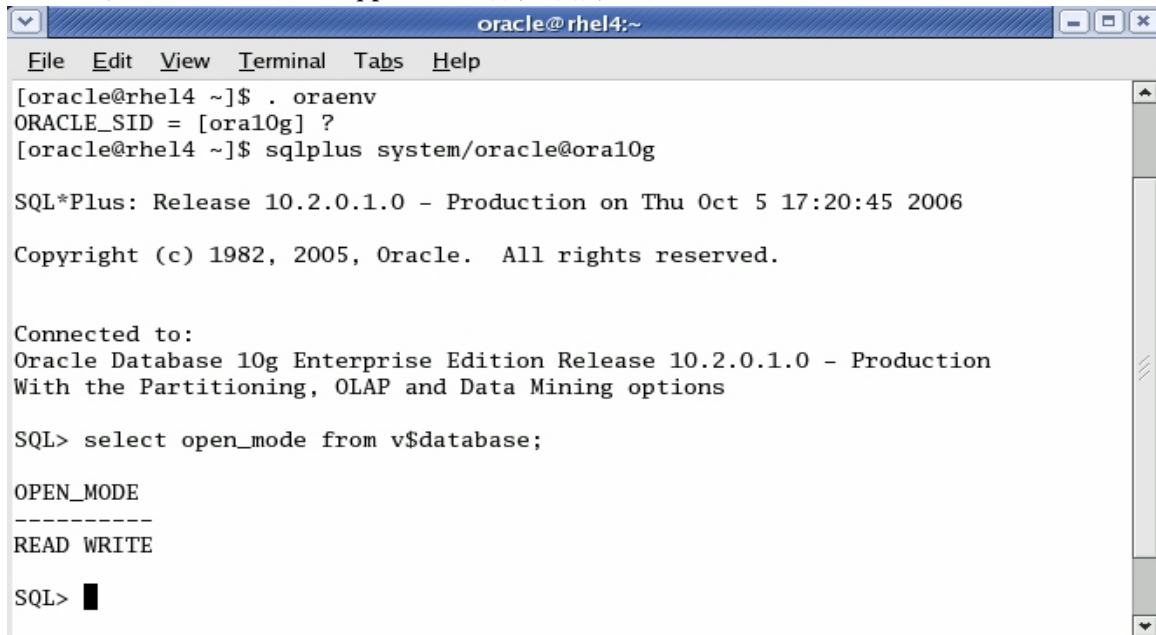 oracle@rhel4:~
File Edit View Terminal Tabs Help
[oracle@rhel4 ~]$ . oraenv
ORACLE_SID = [ora10g] ?
[oracle@rhel4 ~]$ sqlplus system/oracle@ora10g
SQL*Plus: Release 10.2.0.1.0 - Production on Thu Oct 5 17:20:45 2006
Copyright (c) 1982, 2005, Oracle.  All rights reserved.
Connected to:
Oracle Database 10g Enterprise Edition Release 10.2.0.1.0 - Production
With the Partitioning, OLAP and Data Mining options
SQL> select open_mode from v$database;
OPEN_MODE
----------
READ WRITE
SQL>